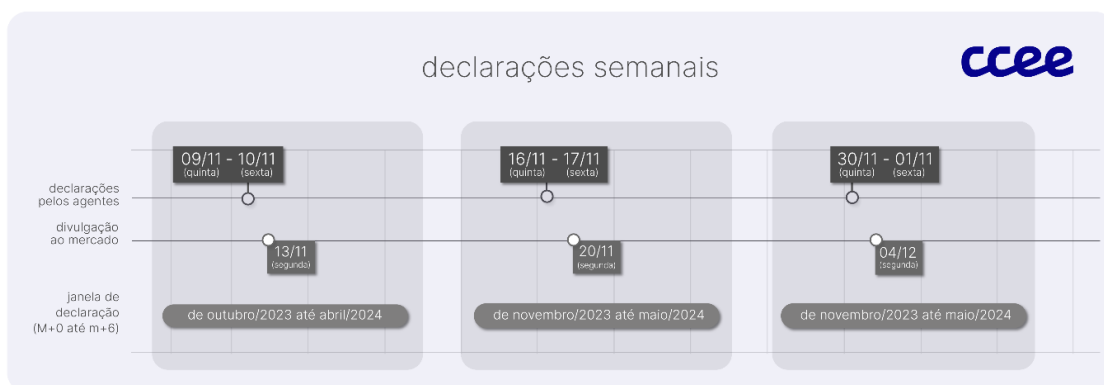 declarações semanais
ccee
09/11 - 10/11
(quinta) (sexta)
16/11 - 17/11
(quinta) (sexta)
30/11 - 01/11
(quinta) (sexta)
declarações
pelos agentes
divulgação
ao mercado
13/11
(segunda)
20/11
(segunda)
04/12
(segunda)
janela de
declaração
(M+0 até m+6)
de outubro/2023 até abril/2024
de novembro/2023 até maio/2024
de novembro/2023 até maio/2024